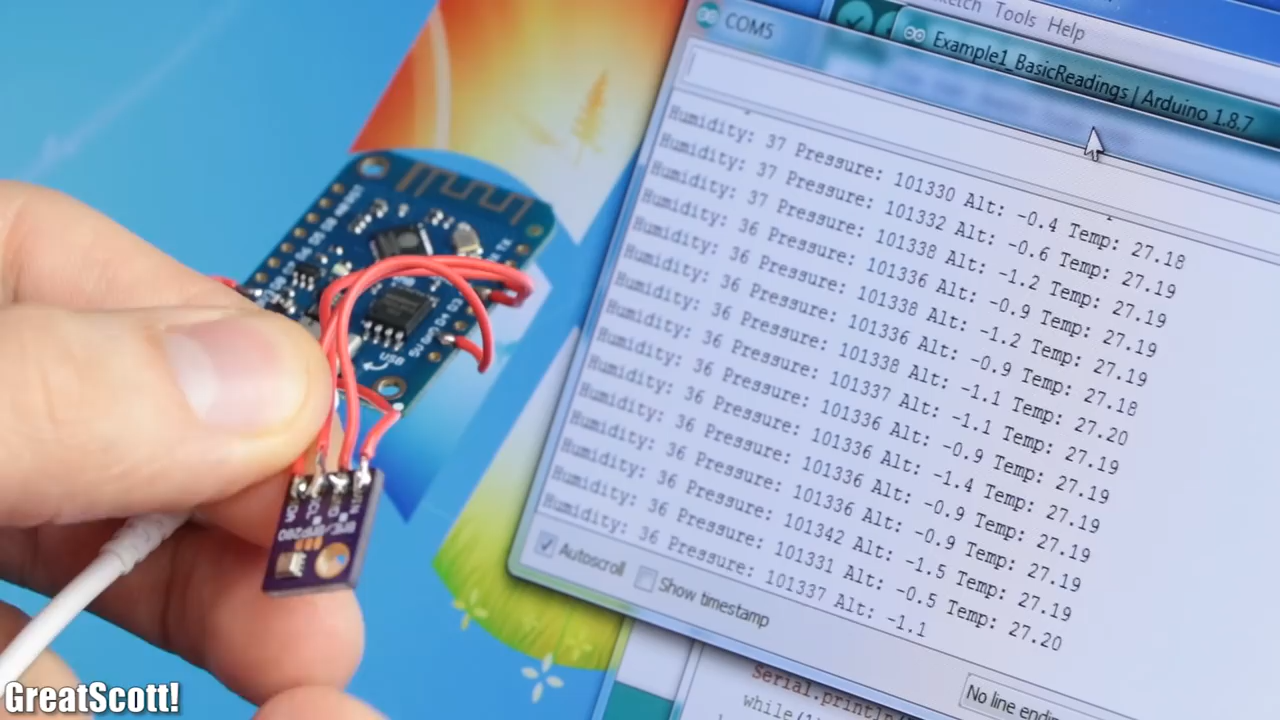 COM5
Sketch Tools Help
Example1_BasicReadings | Arduino 1.8.7
Humidity: 37 Pressure: 101330 Alt: -0.4 Temp: 27.18
Humidity: 37 Pressure: 101332 Alt: -0.6 Temp: 27.19
Humidity: 37 Pressure: 101338 Alt: -1.2 Temp: 27.19
Humidity: 36 Pressure: 101336 Alt: -0.9 Temp: 27.19
Humidity: 36 Pressure: 101338 Alt: -1.2 Temp: 27.19
Humidity: 36 Pressure: 101336 Alt: -0.9 Temp: 27.18
Humidity: 36 Pressure: 101338 Alt: -1.1 Temp: 27.20
Humidity: 36 Pressure: 101337 Alt: -1.1 Temp: 27.19
Humidity: 36 Pressure: 101336 Alt: -0.9 Temp: 27.19
Humidity: 36 Pressure: 101336 Alt: -1.4 Temp: 27.19
Humidity: 36 Pressure: 101336 Alt: -0.9 Temp: 27.19
Humidity: 36 Pressure: 101336 Alt: -0.9 Temp: 27.19
Humidity: 36 Pressure: 101342 Alt: -1.5 Temp: 27.19
Humidity: 36 Pressure: 101331 Alt: -0.5 Temp: 27.20
Humidity: 36 Pressure: 101337 Alt: -1.1
Autoscroll Show timestamp
No line endin
Serial.println
while(1
GreatScott!